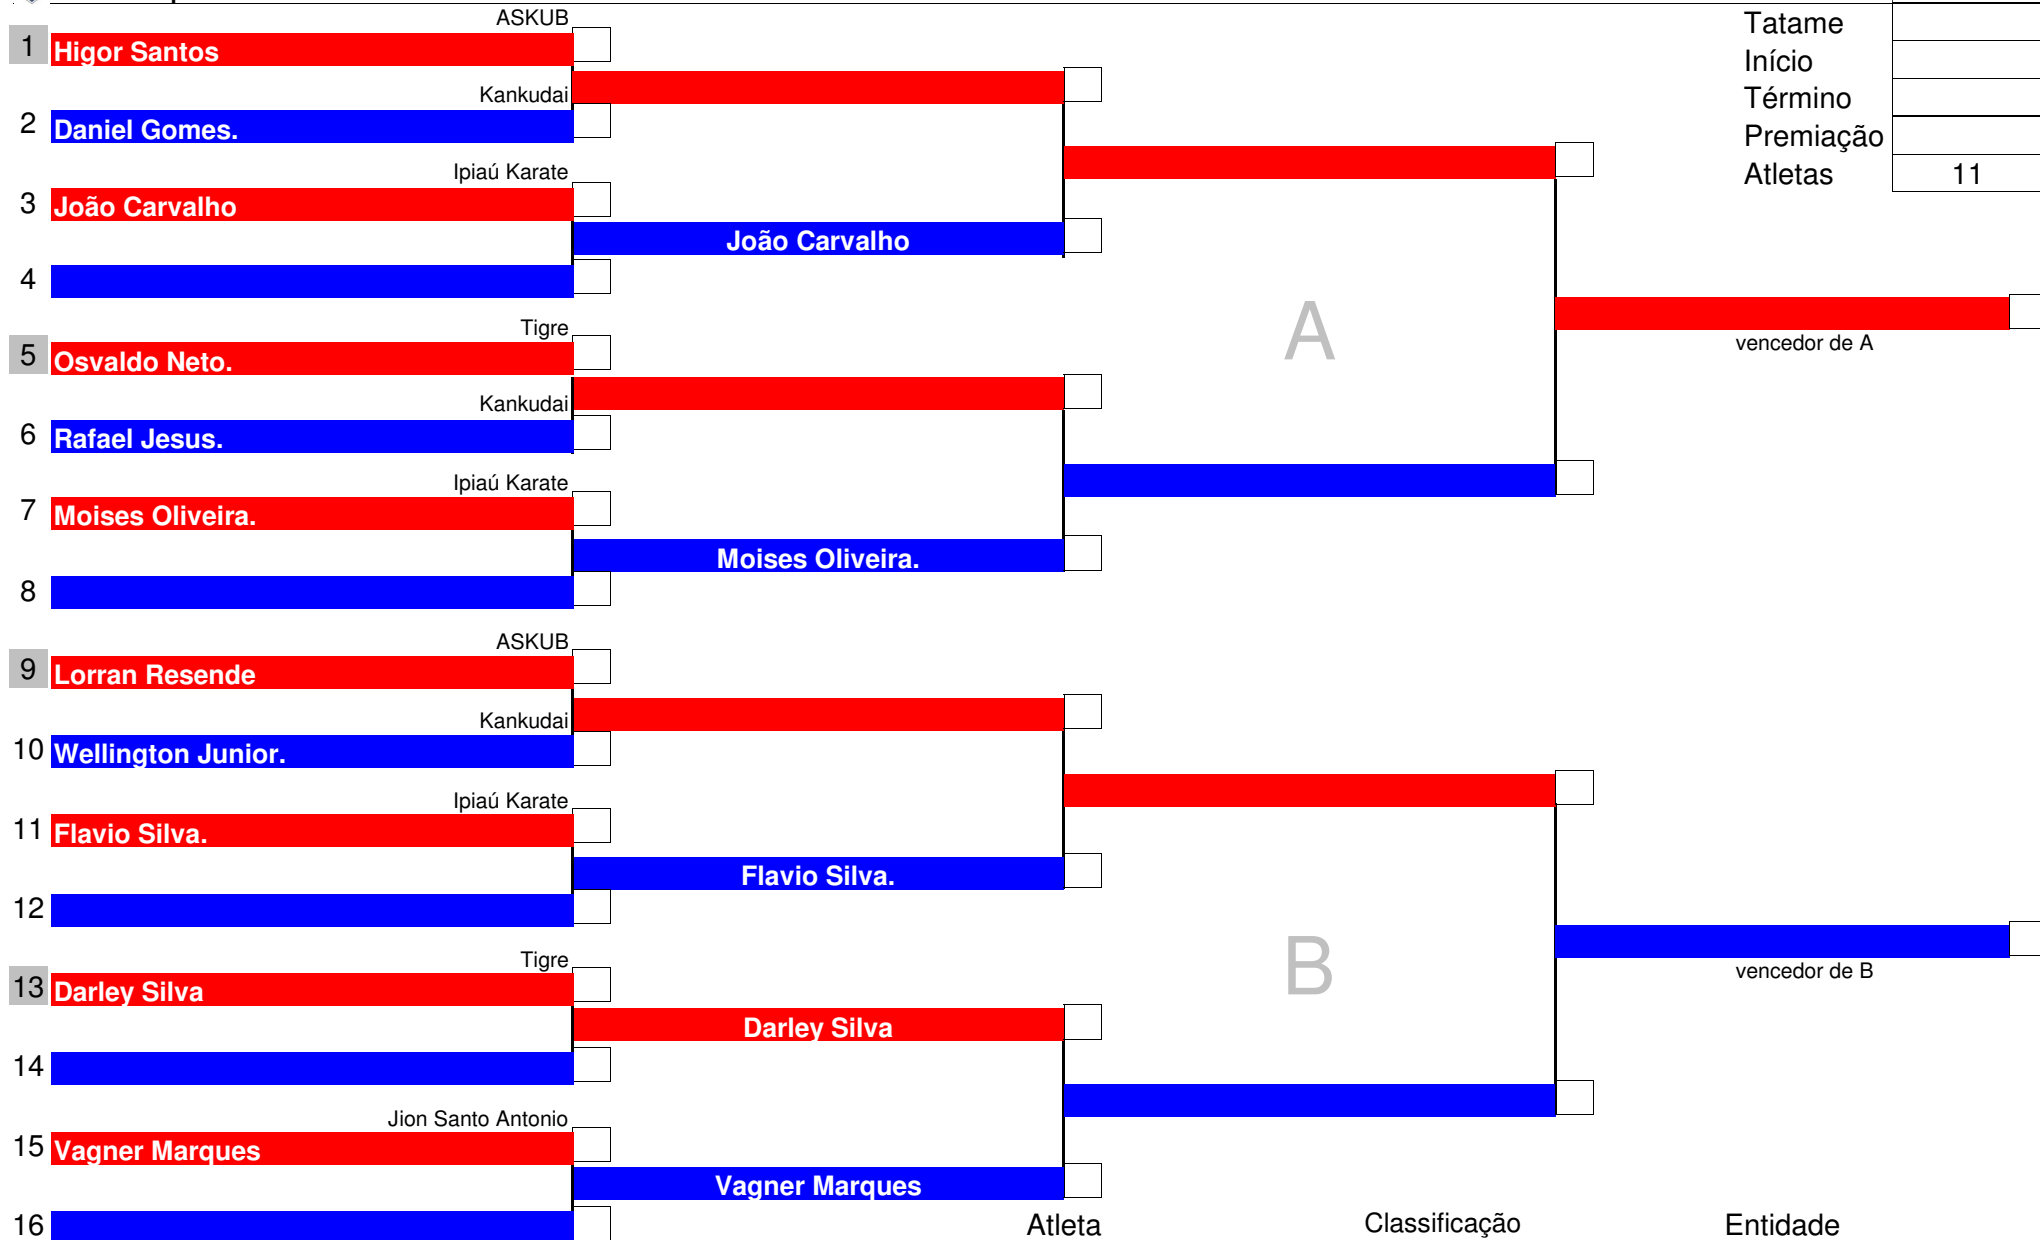 ASKUB
Tatame
1 Higor Santos
Início
Kankudai
Término
2 Daniel Gomes.
Premiação
Ipiaú Karate
Atletas 11
3 João Carvalho
João Carvalho
4
A
Tigre
vencedor de A
5 Osvaldo Neto.
Kankudai
6 Rafael Jesus.
Ipiaú Karate
7 Moises Oliveira.
Moises Oliveira.
8
ASKUB
9 Lorran Resende
Kankudai
10 Wellington Junior.
Ipiaú Karate
11 Flavio Silva.
Flavio Silva.
12
B
Tigre
vencedor de B
13 Darley Silva
Darley Silva
14
Jion Santo Antonio
15 Vagner Marques
Vagner Marques
16
Atleta Classificação Entidade